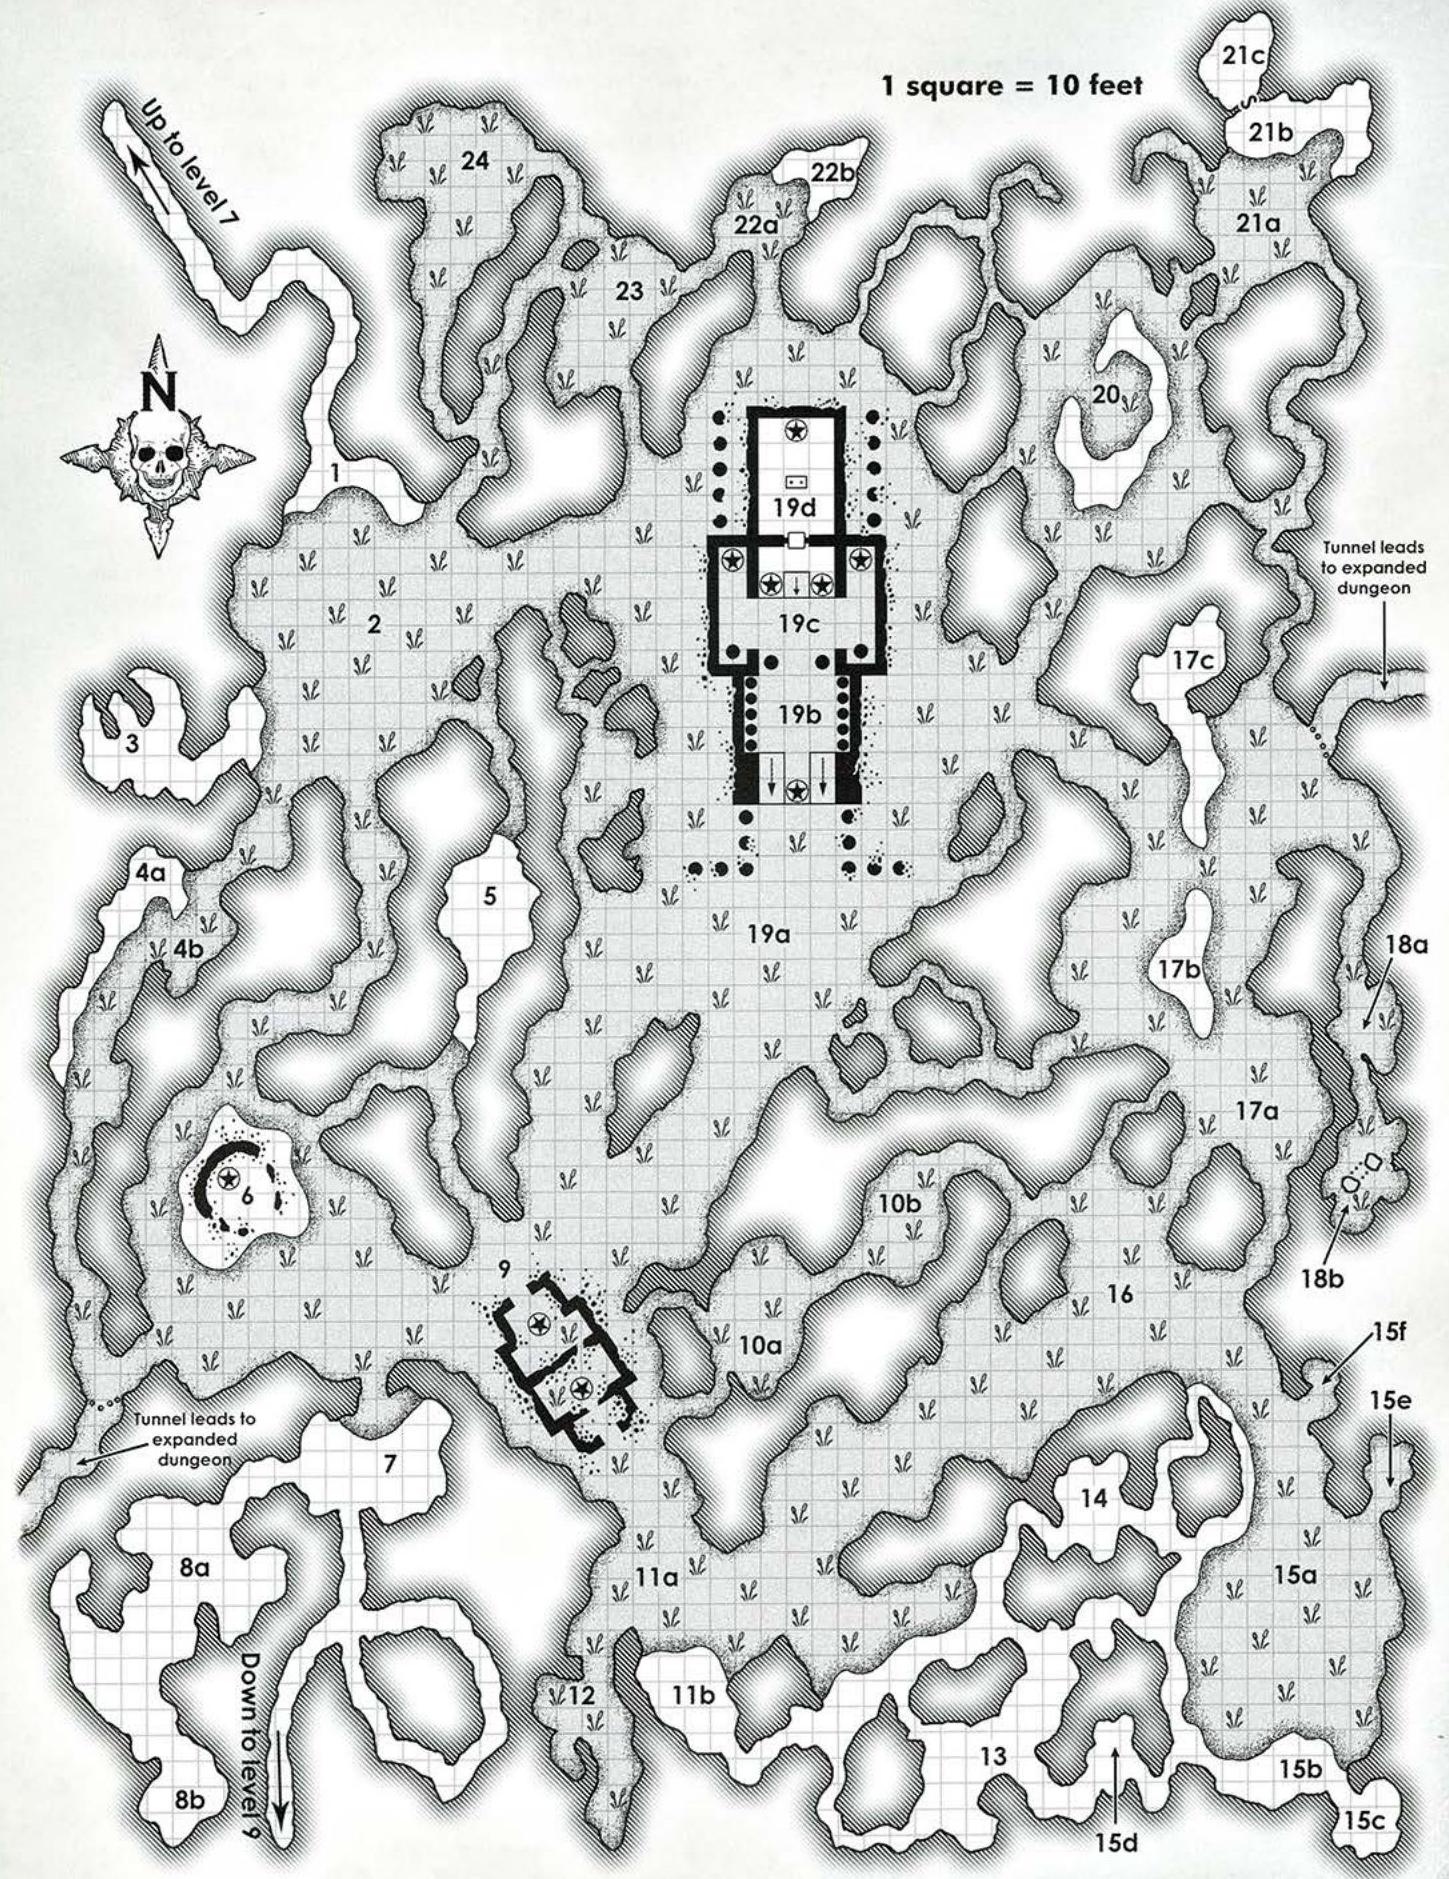 21c
1 square = 10 feet
21b
Up to level 7
24
22b
22a
21a
23
N
20
1
19d
Tunnel leads
to expanded
dungeon
2
19c
17c
3
19b
4a
5
4b
19a
18a
17b
17a
6
10b
9
18b
16
10a
15f
15e
Tunnel leads to
expanded
dungeon
7
14
8a
11a
15a
Down to level 9
12
11b
13
15b
8b
15d
15c
S